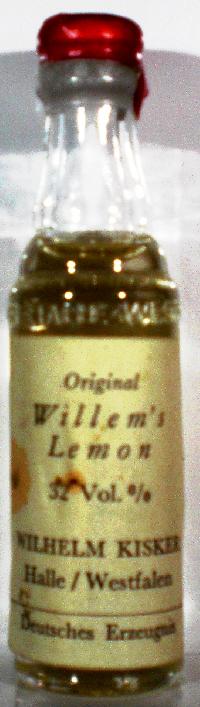 Original
Willem's
Lemon
32 Vol. %
WILHELM KISKER
Halle / Westfalen
Deutsches Erzeugnis